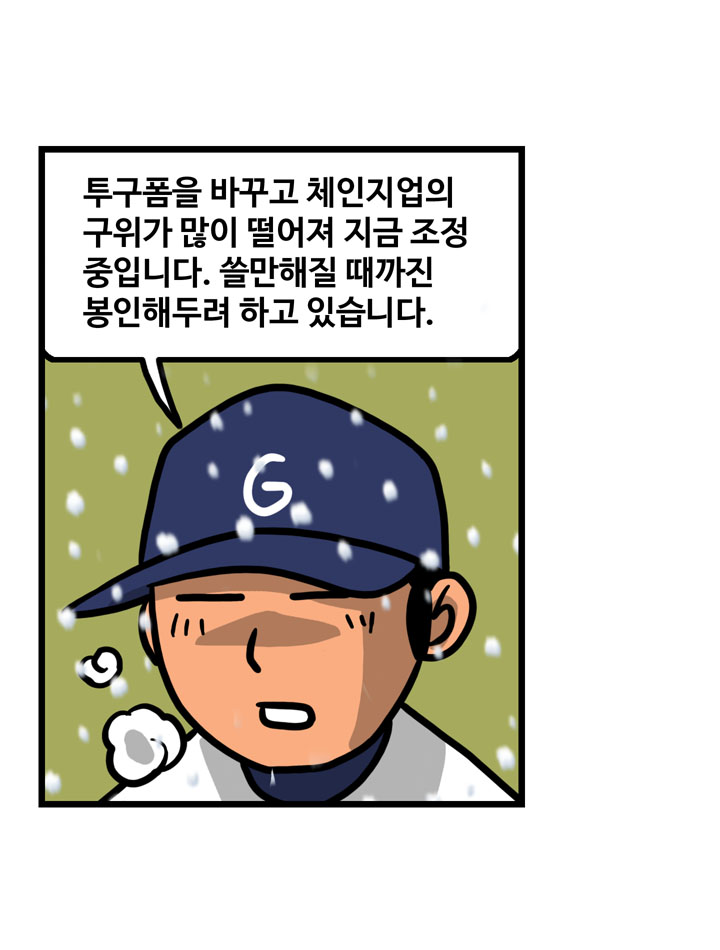 투구폼을 바꾸고 체인지업의
구위가 많이 떨어져 지금 조정
중입니다. 쓸만해질 때까진
봉인해두려 하고 있습니다.
G